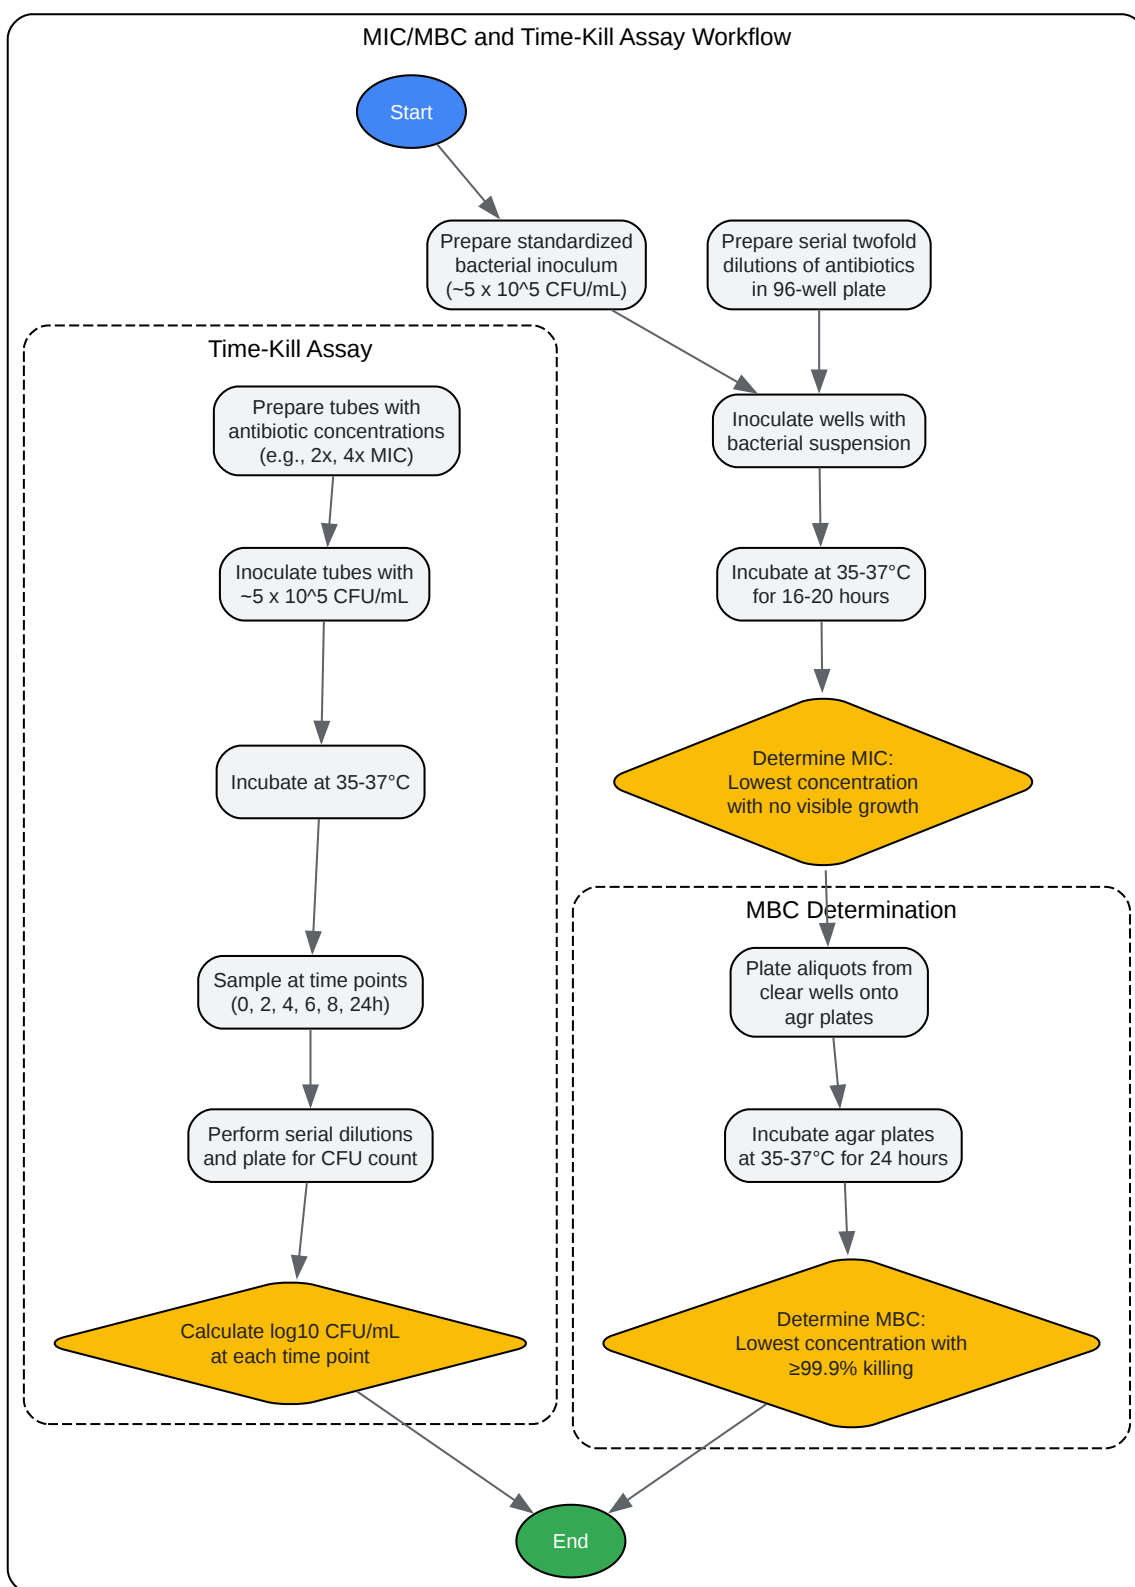 MIC/MBC and Time-Kill Assay Workflow
Start
Prepare standardized
bacterial inoculum
(~5 x 10^5 CFU/mL)
Prepare serial twofold
dilutions of antibiotics
in 96-well plate
Inoculate wells with
bacterial suspension
Incubate at 35-37°C
for 16-20 hours
Determine MIC:
Lowest concentration
with no visible growth
Time-Kill Assay
Prepare tubes with
antibiotic concentrations
(e.g., 2x, 4x MIC)
Inoculate tubes with
~5 x 10^5 CFU/mL
Incubate at 35-37°C
Sample at time points
(0, 2, 4, 6, 8, 24h)
Perform serial dilutions
and plate for CFU count
Calculate log10 CFU/mL
at each time point
MBC Determination
Plate aliquots from
clear wells onto
agr plates
Incubate agar plates
at 35-37°C for 24 hours
Determine MBC:
Lowest concentration with
≥99.9% killing
End